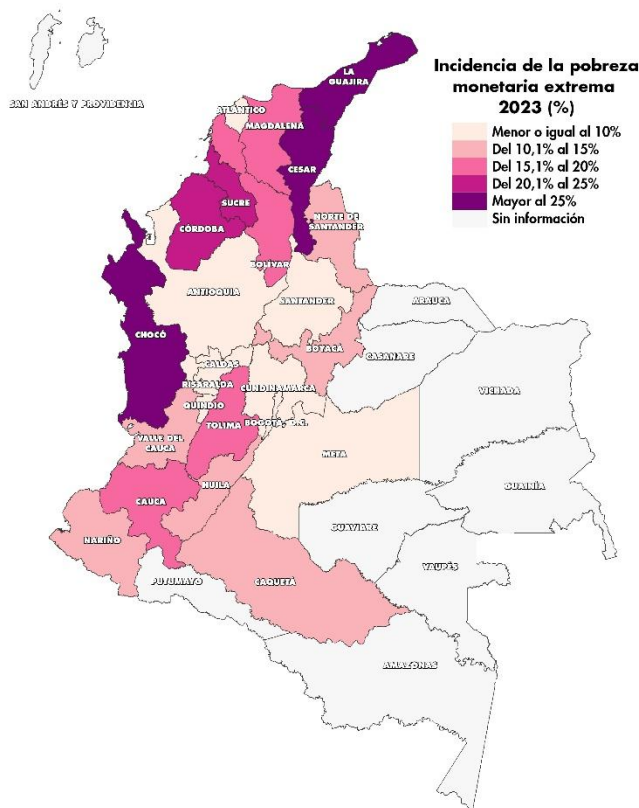 SAN ANDRÉS Y PROVIDENCIA
Incidencia de la pobreza
monetaria extrema
2023 (%)
Menor o igual al 10%
Del 10,1% al 15%
Del 15,1% al 20%
Del 20,1% al 25%
Mayor al 25%
Sin información
LA
GUAJIRA
ATLÁNTICO
MAGDALENA
CESAR
SUCRE
NORTE DE
SANTANDER
CÓRDOBA
BOLÍVAR
ANTIOQUIA
SANTANDER
ARAUCA
CHOCÓ
BOYACÁ
CASANARE
CALDAS
VICHADA
RISARALDA
CUNDINAMARCA
QUINDÍO
TOLIMA
BOGOTÁ, D.C.
VALLE DEL
CAUCA
META
GUAINÍA
HUILA
CAUCA
GUAVIARE
NARIÑO
VAUPÉS
CAQUETÁ
PUTUMAYO
AMAZONAS